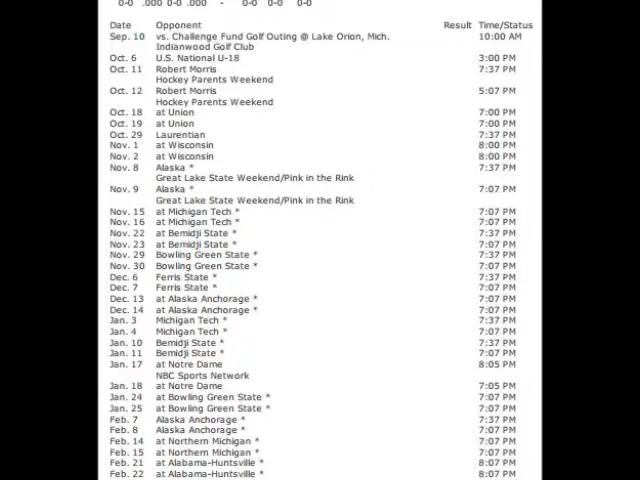 0-0 .000 0-0 .000 - 0-0 0-0 0-0
Date Opponent Result Time/Status
Sep. 10 vs. Challenge Fund Golf Outing @ Lake Orion, Mich. 10:00 AM
Indianwood Golf Club
Oct. 6 U.S. National U-18 3:00 PM
Oct. 11 Robert Morris 7:37 PM
Hockey Parents Weekend
Oct. 12 Robert Morris 5:07 PM
Hockey Parents Weekend
Oct. 18 at Union 7:00 PM
Oct. 19 at Union 7:00 PM
Oct. 29 Laurentian 7:37 PM
Nov. 1 at Wisconsin 8:00 PM
Nov. 2 at Wisconsin 8:00 PM
Nov. 8 Alaska * 7:37 PM
Great Lake State Weekend/Pink in the Rink
Nov. 9 Alaska * 7:07 PM
Great Lake State Weekend/Pink in the Rink
Nov. 15 at Michigan Tech * 7:07 PM
Nov. 16 at Michigan Tech * 7:07 PM
Nov. 22 at Bemidji State * 7:37 PM
Nov. 23 at Bemidji State * 7:07 PM
Nov. 29 Bowling Green State * 7:37 PM
Nov. 30 Bowling Green State * 7:07 PM
Dec. 6 Ferris State * 7:37 PM
Dec. 7 Ferris State * 7:07 PM
Dec. 13 at Alaska Anchorage * 7:07 PM
Dec. 14 at Alaska Anchorage * 7:07 PM
Jan. 3 Michigan Tech * 7:37 PM
Jan. 4 Michigan Tech * 7:07 PM
Jan. 10 Bemidji State * 7:37 PM
Jan. 11 Bemidji State * 7:07 PM
Jan. 17 at Notre Dame 8:05 PM
NBC Sports Network
Jan. 18 at Notre Dame 7:05 PM
Jan. 24 at Bowling Green State * 7:07 PM
Jan. 25 at Bowling Green State * 7:07 PM
Feb. 7 Alaska Anchorage * 7:37 PM
Feb. 8 Alaska Anchorage * 7:07 PM
Feb. 14 at Northern Michigan * 7:07 PM
Feb. 15 at Northern Michigan * 7:07 PM
Feb. 21 at Alabama-Huntsville * 8:07 PM
Feb. 22 at Alabama-Huntsville * 8:07 PM